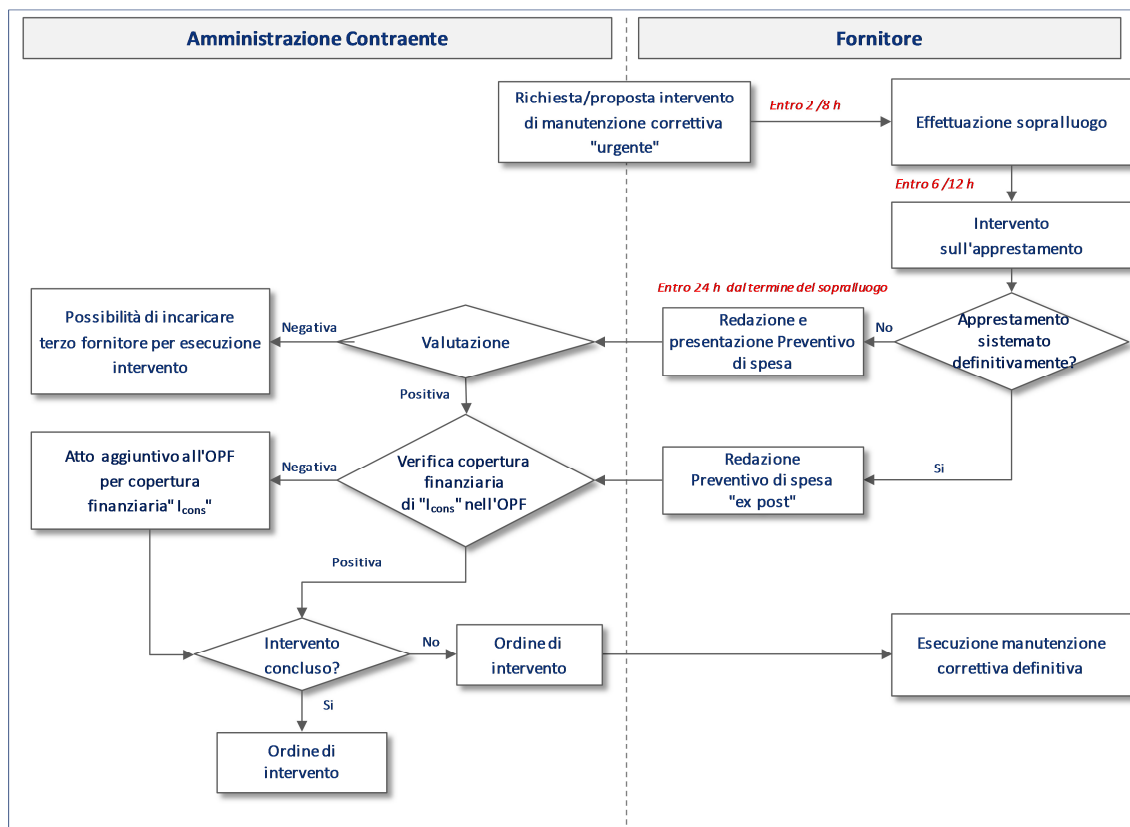 Amministrazione Contraente
Fornitore
Richiesta/proposta intervento
di manutenzione correttiva
"urgente"
Entro 2 /8 h
Effettuazione sopralluogo
Entro 6 /12 h
Intervento
sull'apprestamento
Entro 24 h dal termine del sopralluogo
Possibilità di incaricare
terzo fornitore per esecuzione
intervento
Negativa
Valutazione
Redazione e
presentazione Preventivo
di spesa
No
Apprestamento
sistemato
definitivamente?
Positiva
Atto aggiuntivo all'OPF
per copertura
finanziaria" Icons"
Negativa
Verifica copertura
finanziaria
di "Icons" nell'OPF
Redazione
Preventivo di spesa
"ex post"
Si
Positiva
Intervento
concluso?
No
Ordine di
intervento
Esecuzione manutenzione
correttiva definitiva
Si
Ordine di
intervento